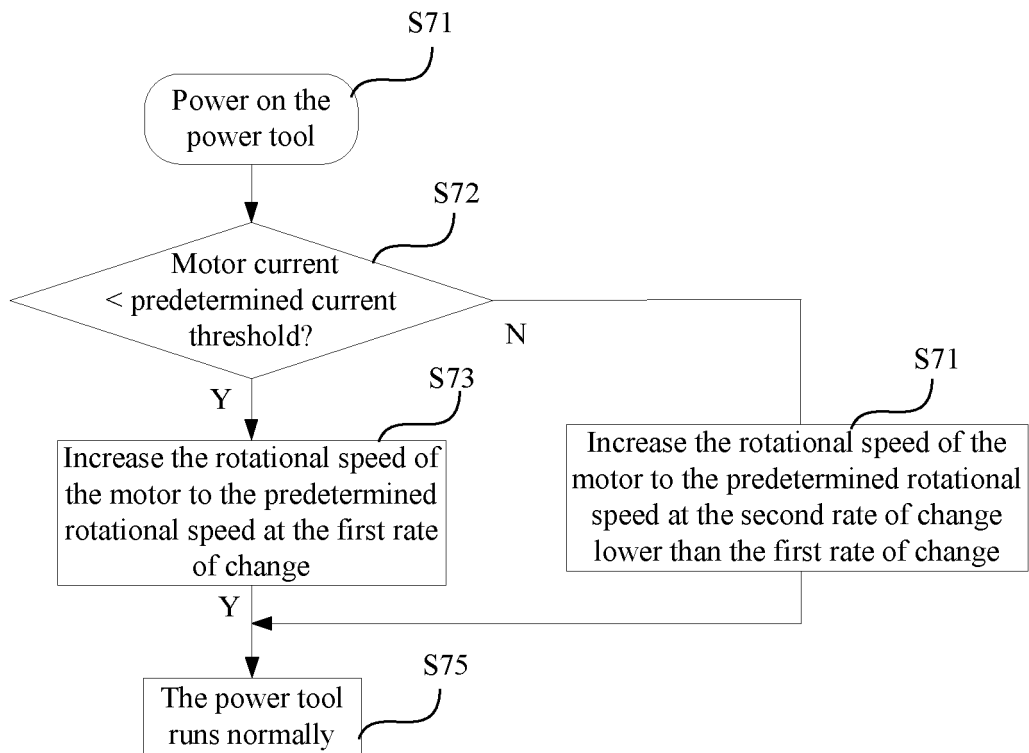 S71
Power on the
power tool
S72
Motor current
< predetermined current
threshold?
N
Y
S73
S71
Increase the rotational speed of
the motor to the predetermined
rotational speed at the first rate
of change
Increase the rotational speed of the
motor to the predetermined rotational
speed at the second rate of change
lower than the first rate of change
Y
S75
The power tool
runs normally